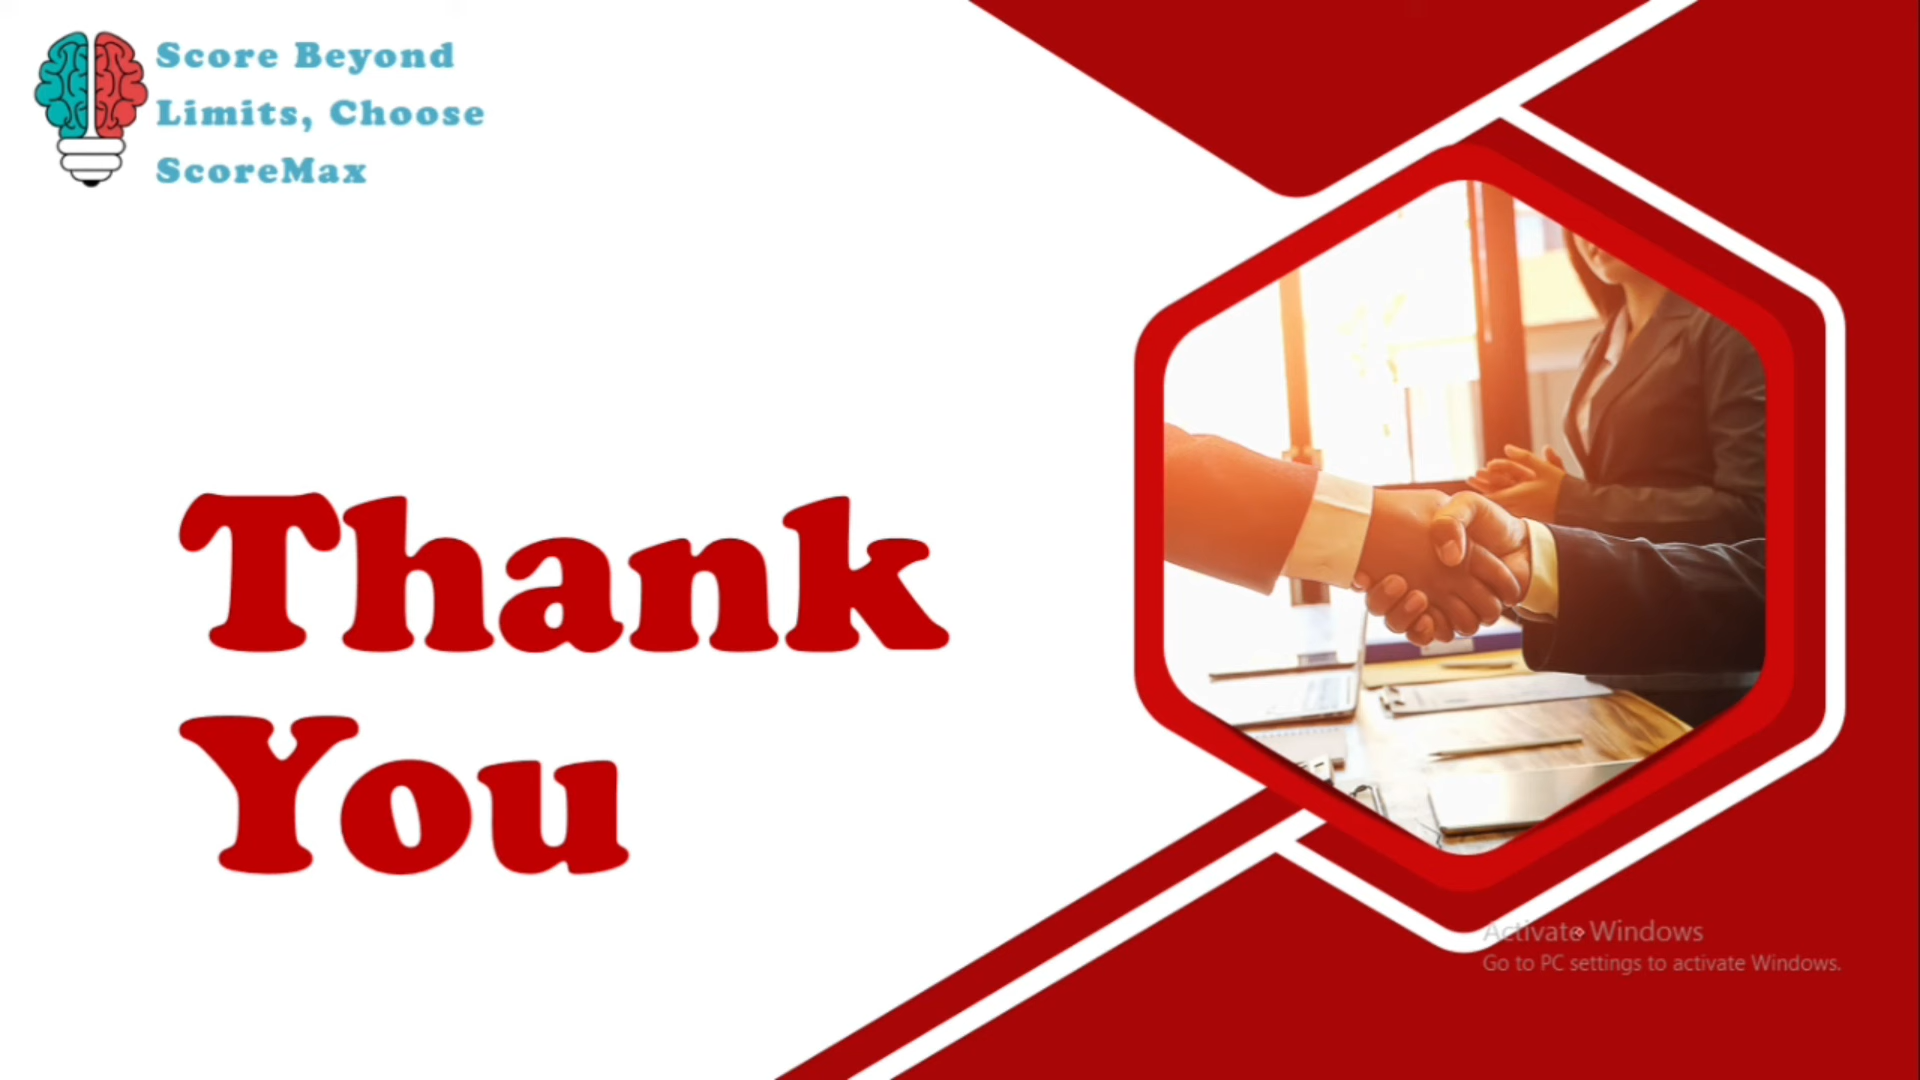 Score Beyond
Limits, Choose
ScoreMax
Thank
You
Activate Windows
Go to PC settings to activate Windows.